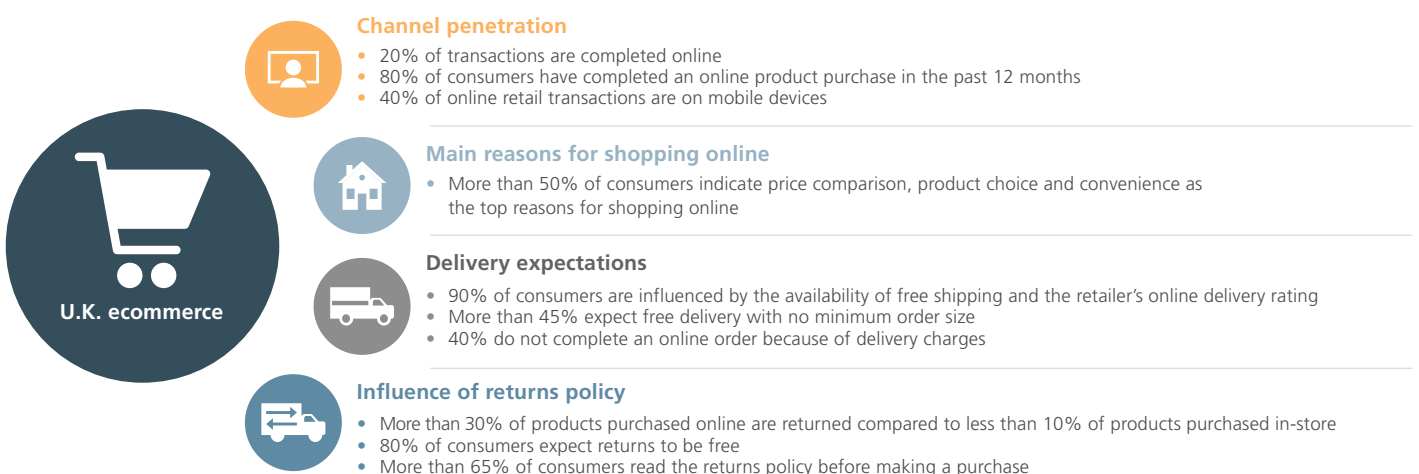 Channel penetration
• 20% of transactions are completed online
• 80% of consumers have completed an online product purchase in the past 12 months
• 40% of online retail transactions are on mobile devices
Main reasons for shopping online
• More than 50% of consumers indicate price comparison, product choice and convenience as
the top reasons for shopping online
U.K. ecommerce
Delivery expectations
• 90% of consumers are influenced by the availability of free shipping and the retailer's online delivery rating
• More than 45% expect free delivery with no minimum order size
• 40% do not complete an online order because of delivery charges
Influence of returns policy
• More than 30% of products purchased online are returned compared to less than 10% of products purchased in-store
• 80% of consumers expect returns to be free
• More than 65% of consumers read the returns policy before making a purchase